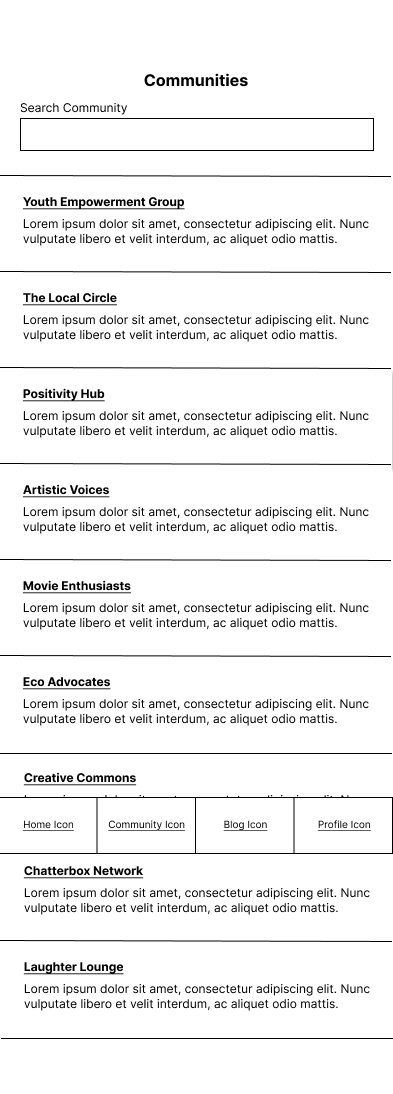 Communities
Search Community
Youth Empowerment Group
Lorem ipsum dolor sit amet, consectetur adipiscing elit. Nunc
vulputate libero et velit interdum, ac aliquet odio mattis.
The Local Circle
Lorem ipsum dolor sit amet, consectetur adipiscing elit. Nunc
vulputate libero et velit interdum, ac aliquet odio mattis.
Positivity Hub
Lorem ipsum dolor sit amet, consectetur adipiscing elit. Nunc
vulputate libero et velit interdum, ac aliquet odio mattis.
Artistic Voices
Lorem ipsum dolor sit amet, consectetur adipiscing elit. Nunc
vulputate libero et velit interdum, ac aliquet odio mattis.
Movie Enthusiasts
Lorem ipsum dolor sit amet, consectetur adipiscing elit. Nunc
vulputate libero et velit interdum, ac aliquet odio mattis.
Eco Advocates
Lorem ipsum dolor sit amet, consectetur adipiscing elit. Nunc
vulputate libero et velit interdum, ac aliquet odio mattis.
Creative Commons
Home Icon Community Icon Blog Icon Profile Icon
Chatterbox Network
Lorem ipsum dolor sit amet, consectetur adipiscing elit. Nunc
vulputate libero et velit interdum, ac aliquet odio mattis.
Laughter Lounge
Lorem ipsum dolor sit amet, consectetur adipiscing elit. Nunc
vulputate libero et velit interdum, ac aliquet odio mattis.